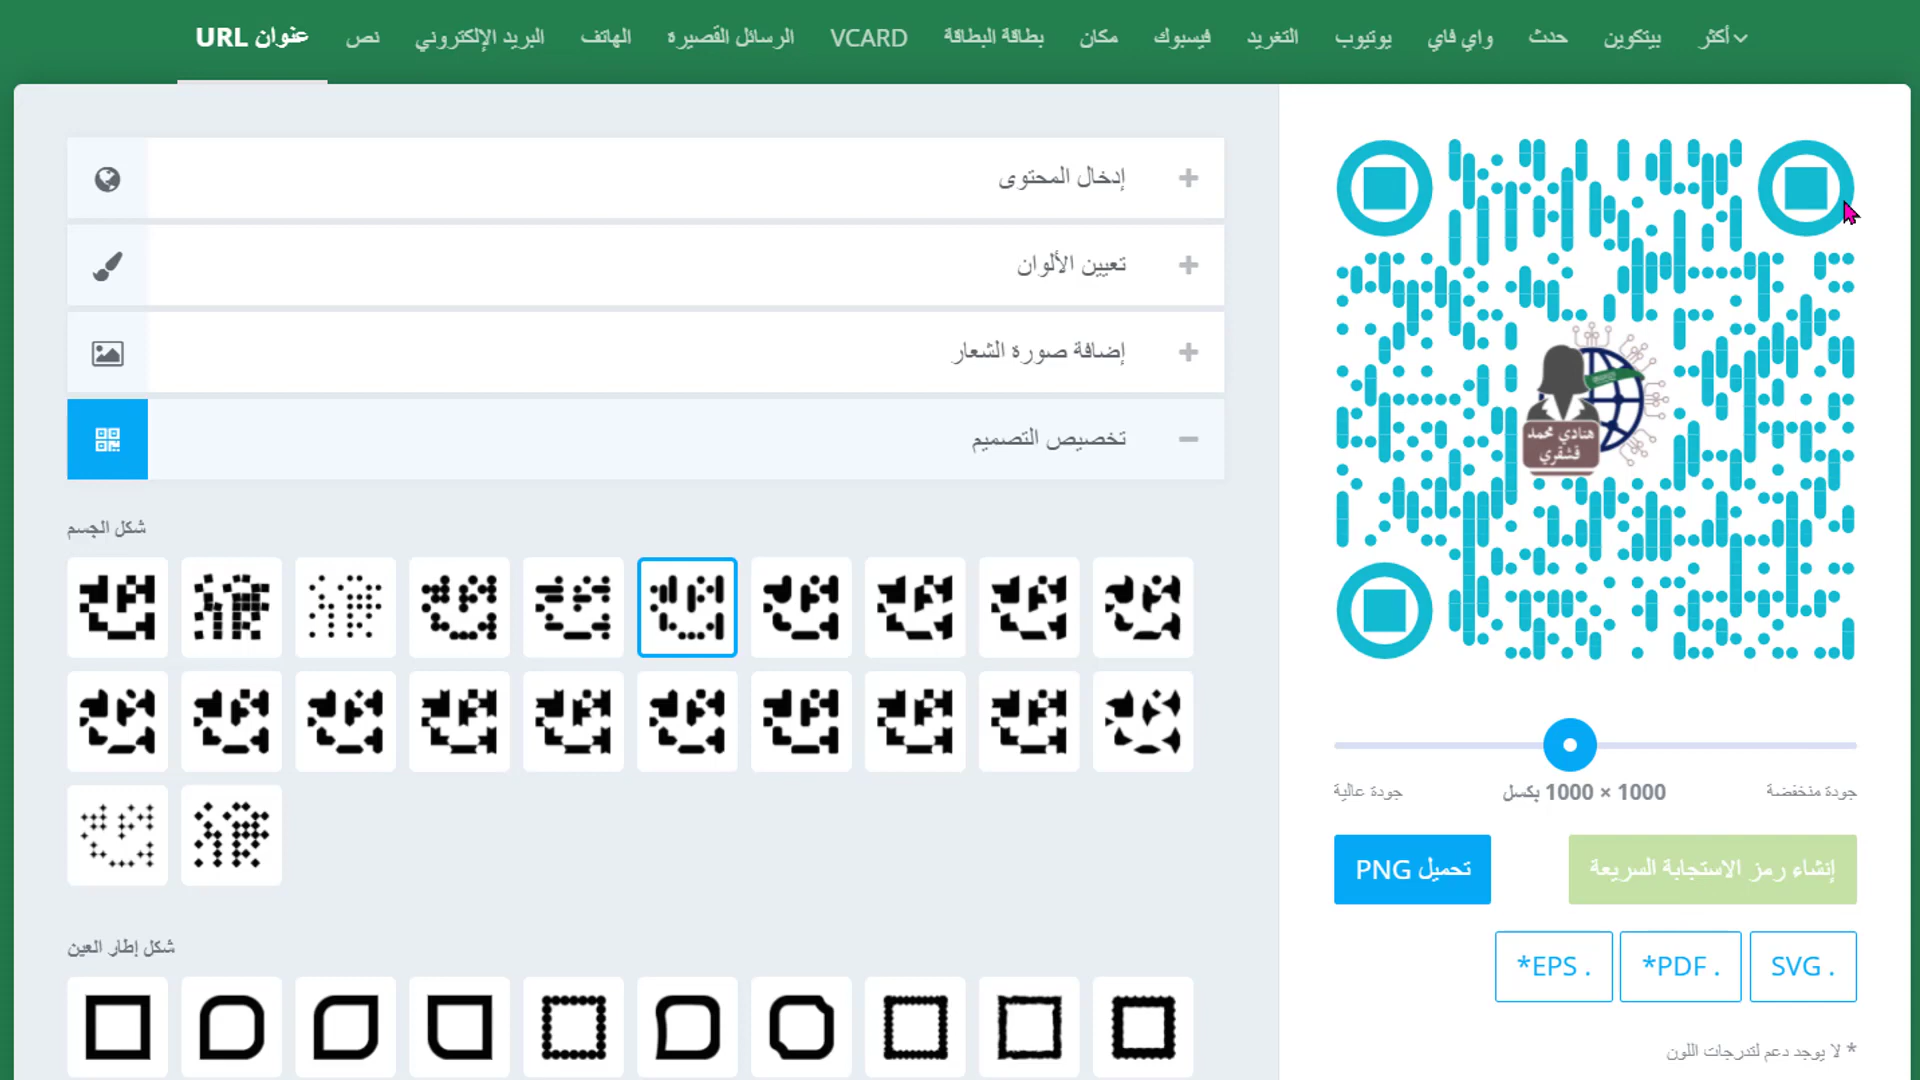 عنوان URL
نص
البريد الإلكتروني
الهاتف
الرسائل القصيرة
VCARD
بطاقة البطاقة
مكان
فيسبوك
التغريد
يوتيوب
واي فاي
حدث
بيتكوين
أكثر
إدخال المحتوى
تعيين الألوان
إضافة صورة الشعار
تخصيص التصميم
شكل الجسم
شكل إطار العين
هنادي محمد
قشقري
جودة عالية
1000 × 1000 بكسل
جودة منخفضة
تحميل PNG
إنشاء رمز الاستجابة السريعة
*EPS .
*PDF .
SVG .
* لا يوجد دعم لتدرجات اللون